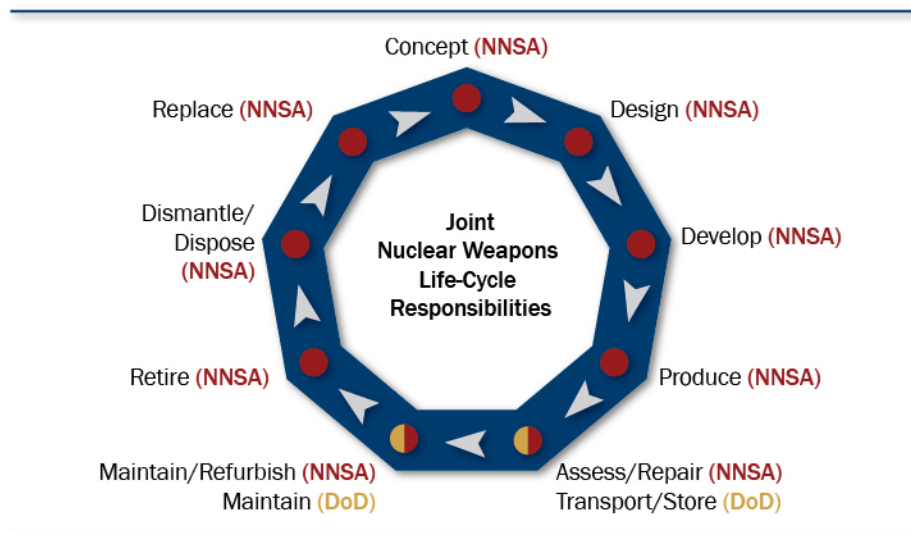 Concept (NNSA)
Design (NNSA)
Develop (NNSA)
Produce (NNSA)
Assess/Repair (NNSA)
Transport/Store (DoD)
Maintain/Refurbish (NNSA)
Maintain (DoD)
Retire (NNSA)
Dismantle/
Dispose
(NNSA)
Replace (NNSA)
Joint
Nuclear Weapons
Life-Cycle
Responsibilities